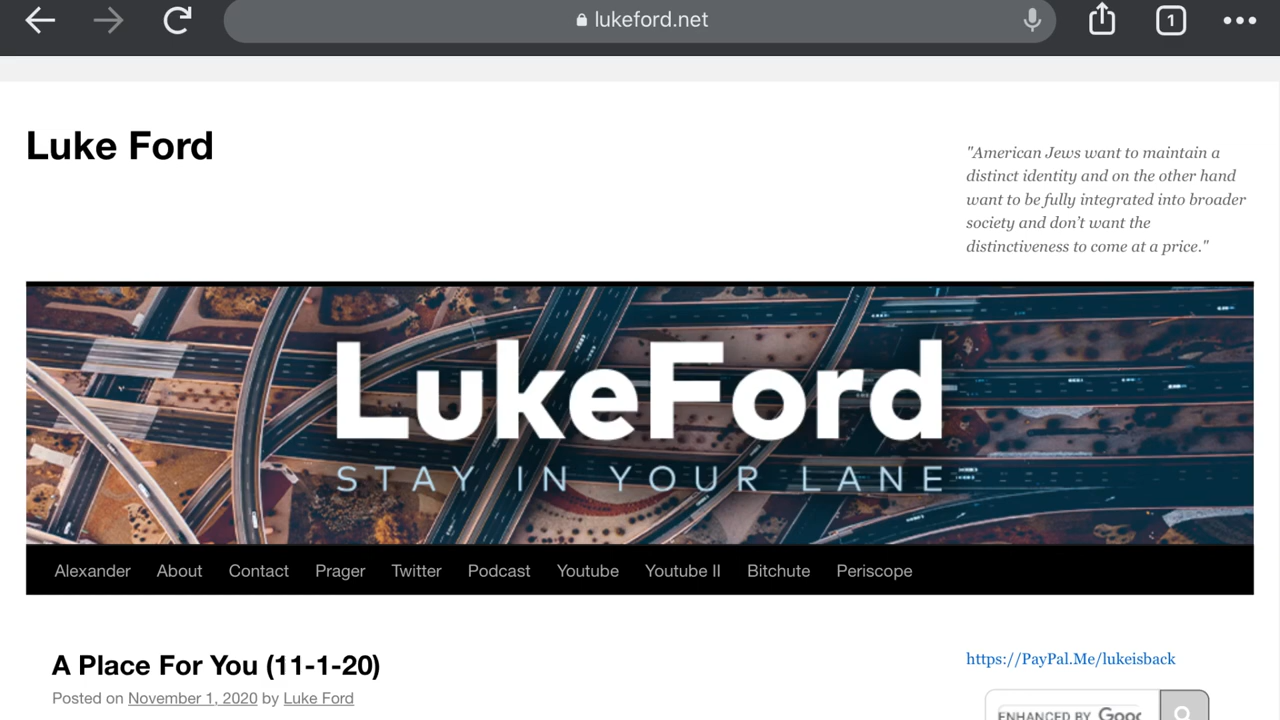 lukeford.net
1
Luke Ford
"American Jews want to maintain a
distinct identity and on the other hand
want to be fully integrated into broader
society and don't want the
distinctiveness to come at a price."
LukeFord
STAY IN YOUR LANE
Alexander About Contact Prager Twitter Podcast Youtube Youtube II Bitchute Periscope
A Place For You (11-1-20)
Posted on November 1, 2020 by Luke Ford
https://PayPal.Me/lukeisback
ENHANCED BY